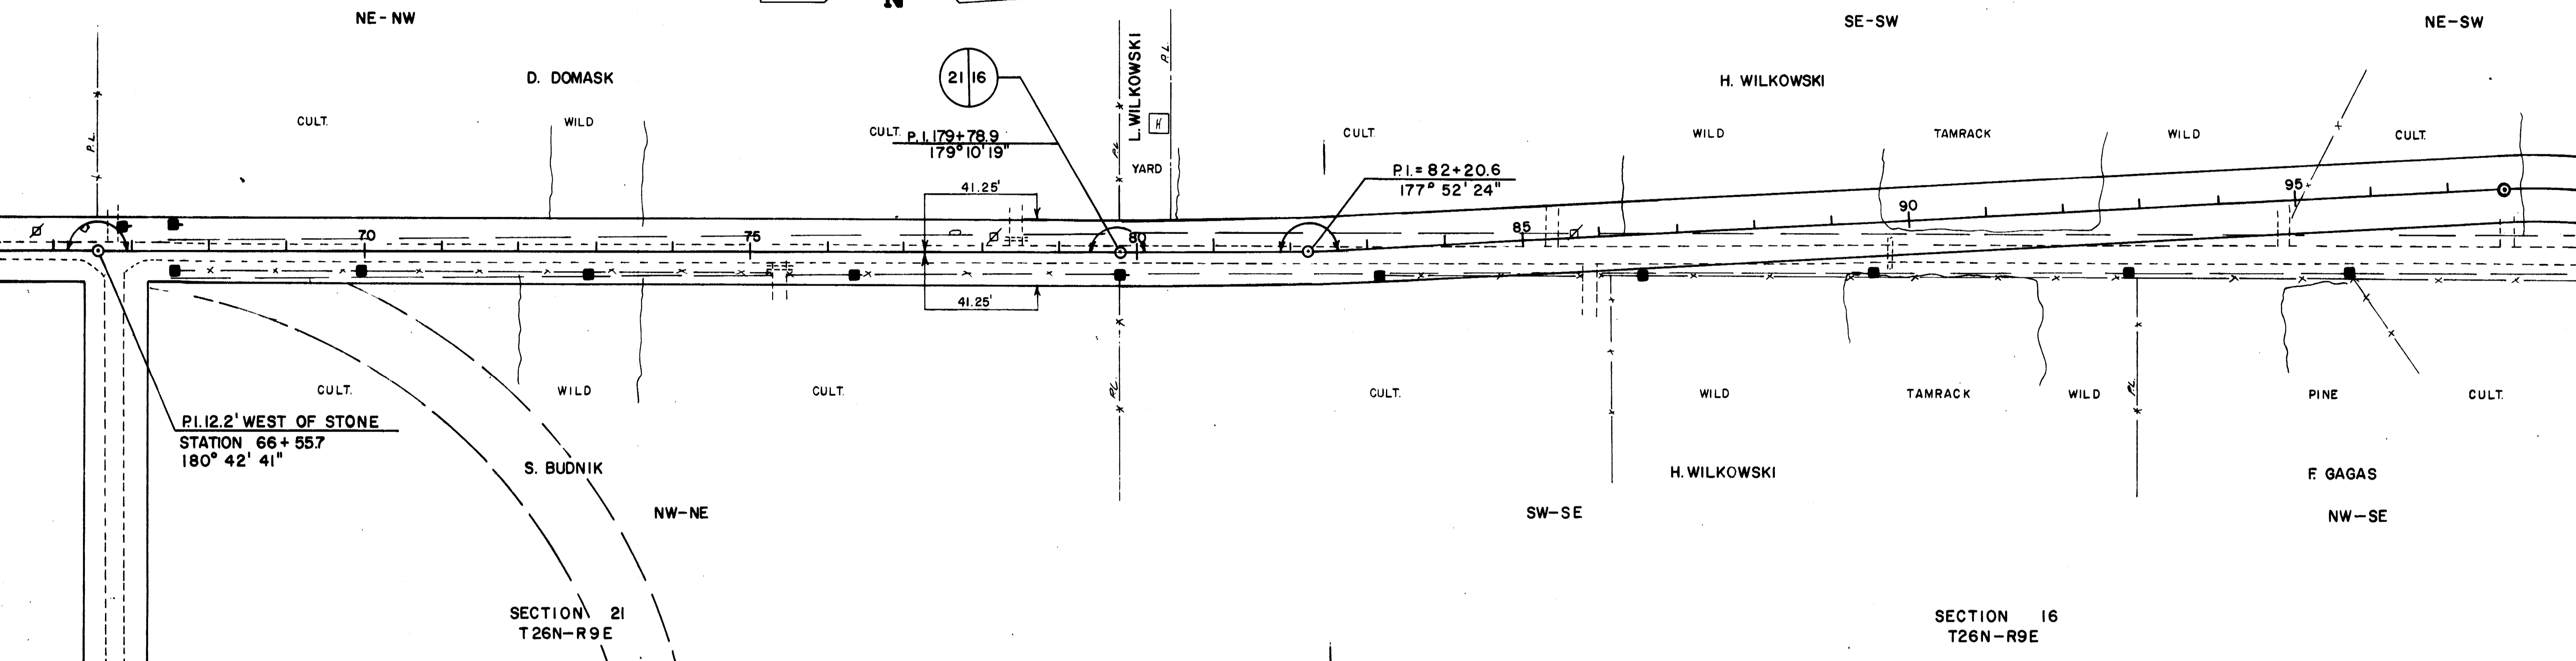 N
NE-NW
SE-SW
NE-SW
D. DOMASK
21 16
L. WILKOWSKI
P.L.
H
H. WILKOWSKI
P.L.
CULT.
WILD
CULT.
P.I. 179+78.9
179° 10' 19"
P.L.
YARD
CULT.
WILD
TAMRACK
WILD
CULT.
P.I. = 82+20.6
177° 52' 24"
41.25'
70
75
80
85
90
95
41.25'
CULT.
WILD
CULT.
P.L.
CULT.
WILD
TAMRACK
WILD
P.L.
PINE
CULT.
P.I. 12.2' WEST OF STONE
STATION 66+55.7
180° 42' 41"
S. BUDNIK
H. WILKOWSKI
F. GAGAS
NW-NE
SW-SE
NW-SE
SECTION 21
T26N-R9E
SECTION 16
T26N-R9E